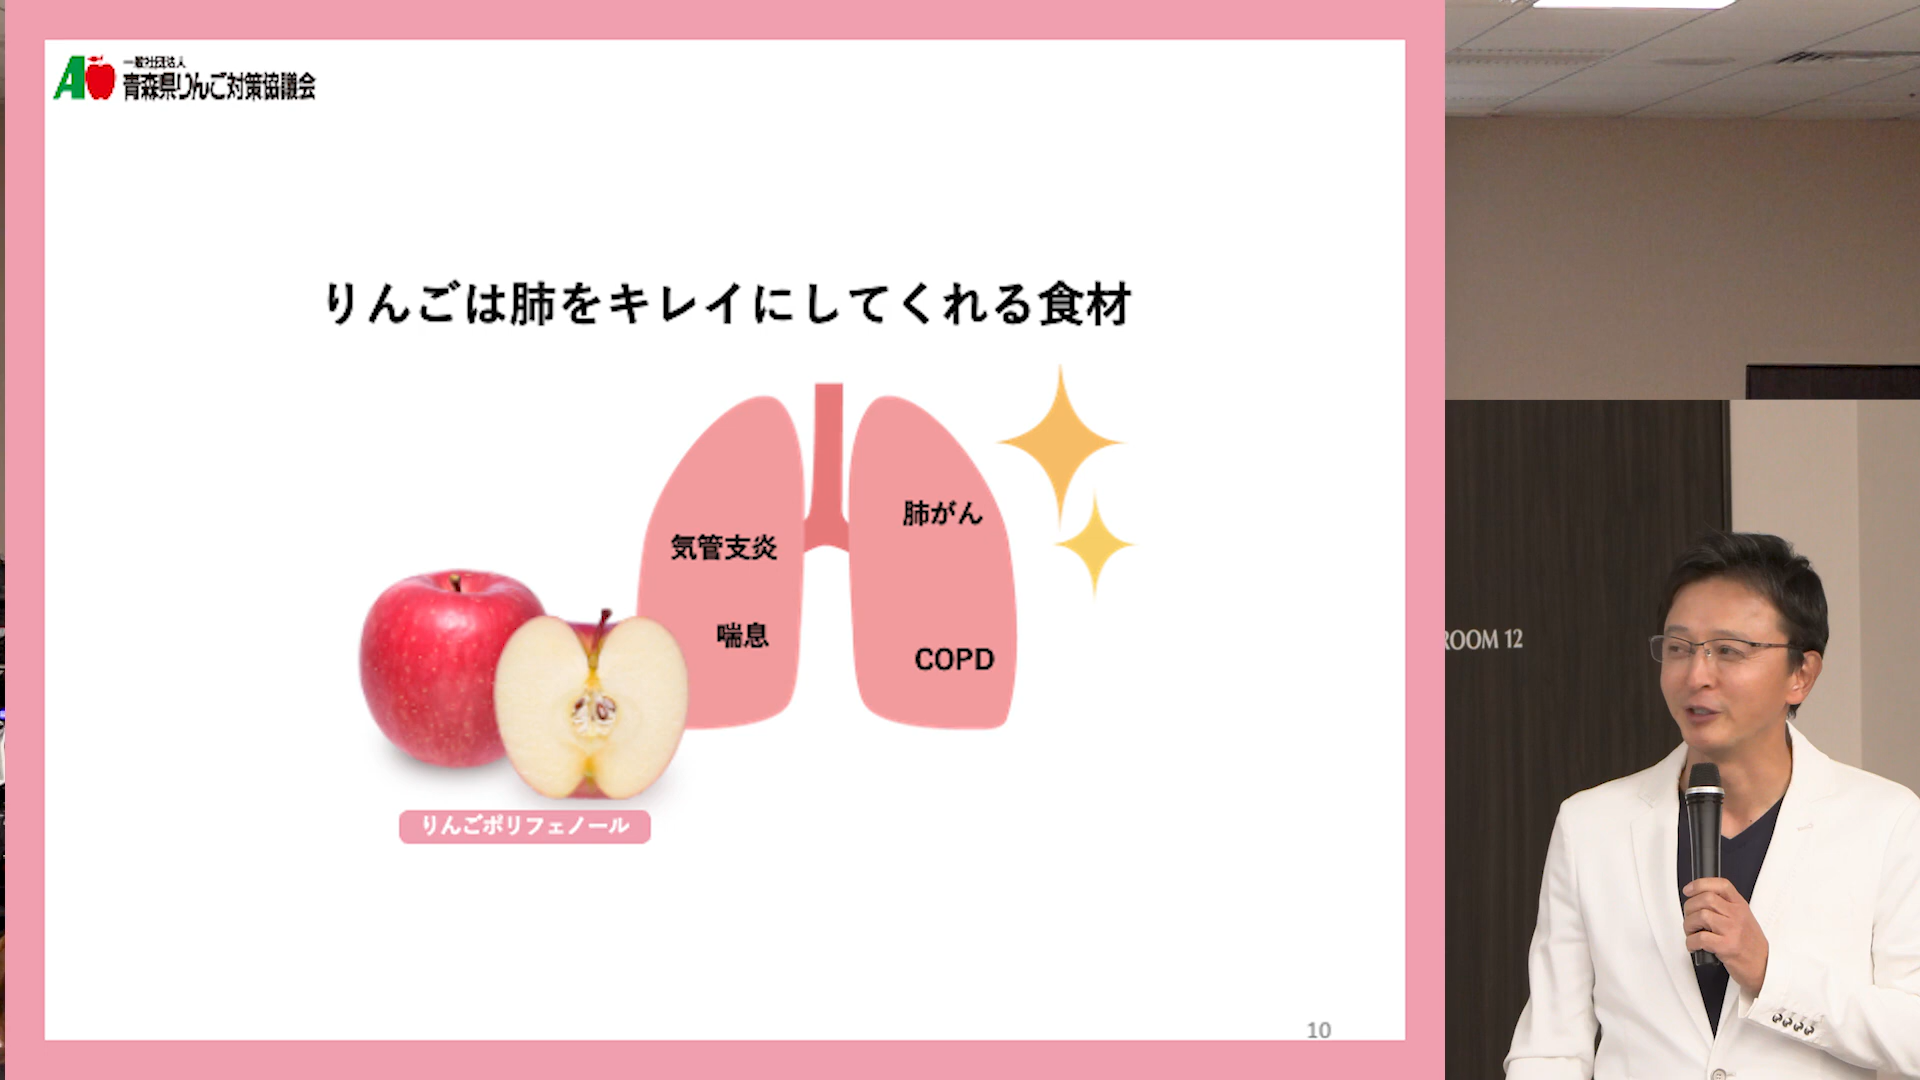 一般社団法人
青森県りんご対策協議会
りんごは肺をキレイにしてくれる食材
肺がん
気管支炎
喘息
COPD
りんごポリフェノール
10
ROOM 12